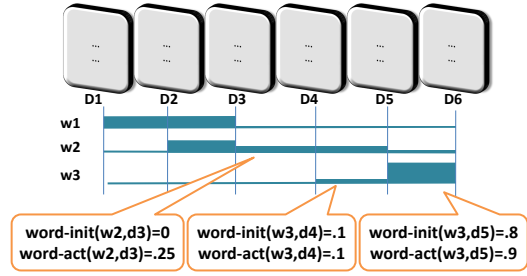 ... ... ... ... ... ...
... ... ... ... ... ...
D1 D2 D3 D4 D5 D6
w1
w2
w3
word-init(w2,d3)=0
word-act(w2,d3)=.25
word-init(w3,d4)=.1
word-act(w3,d4)=.1
word-init(w3,d5)=.8
word-act(w3,d5)=.9